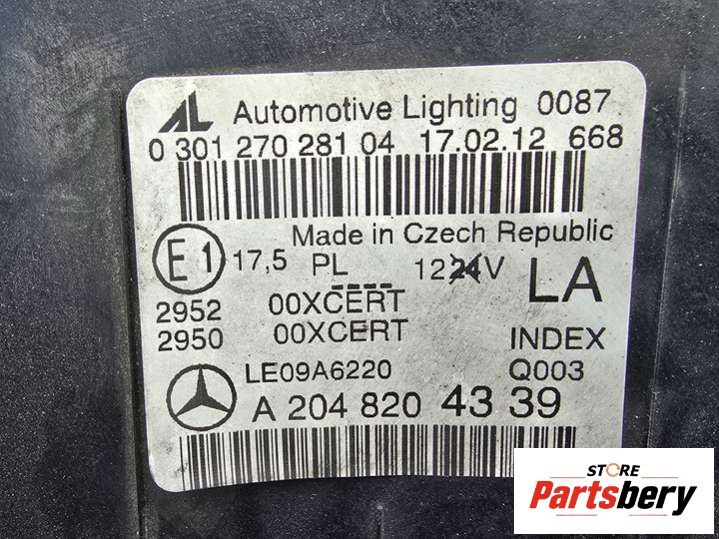 AL Automotive Lighting 0087
0 301 270 281 04 17.02.12 668
Made in Czech Republic
E1 17,5 PL 1224V LA
2952 00XCERT
2950 00XCERT INDEX
LE09A6220 Q003
A 204 820 43 39
STORE
Partsbery